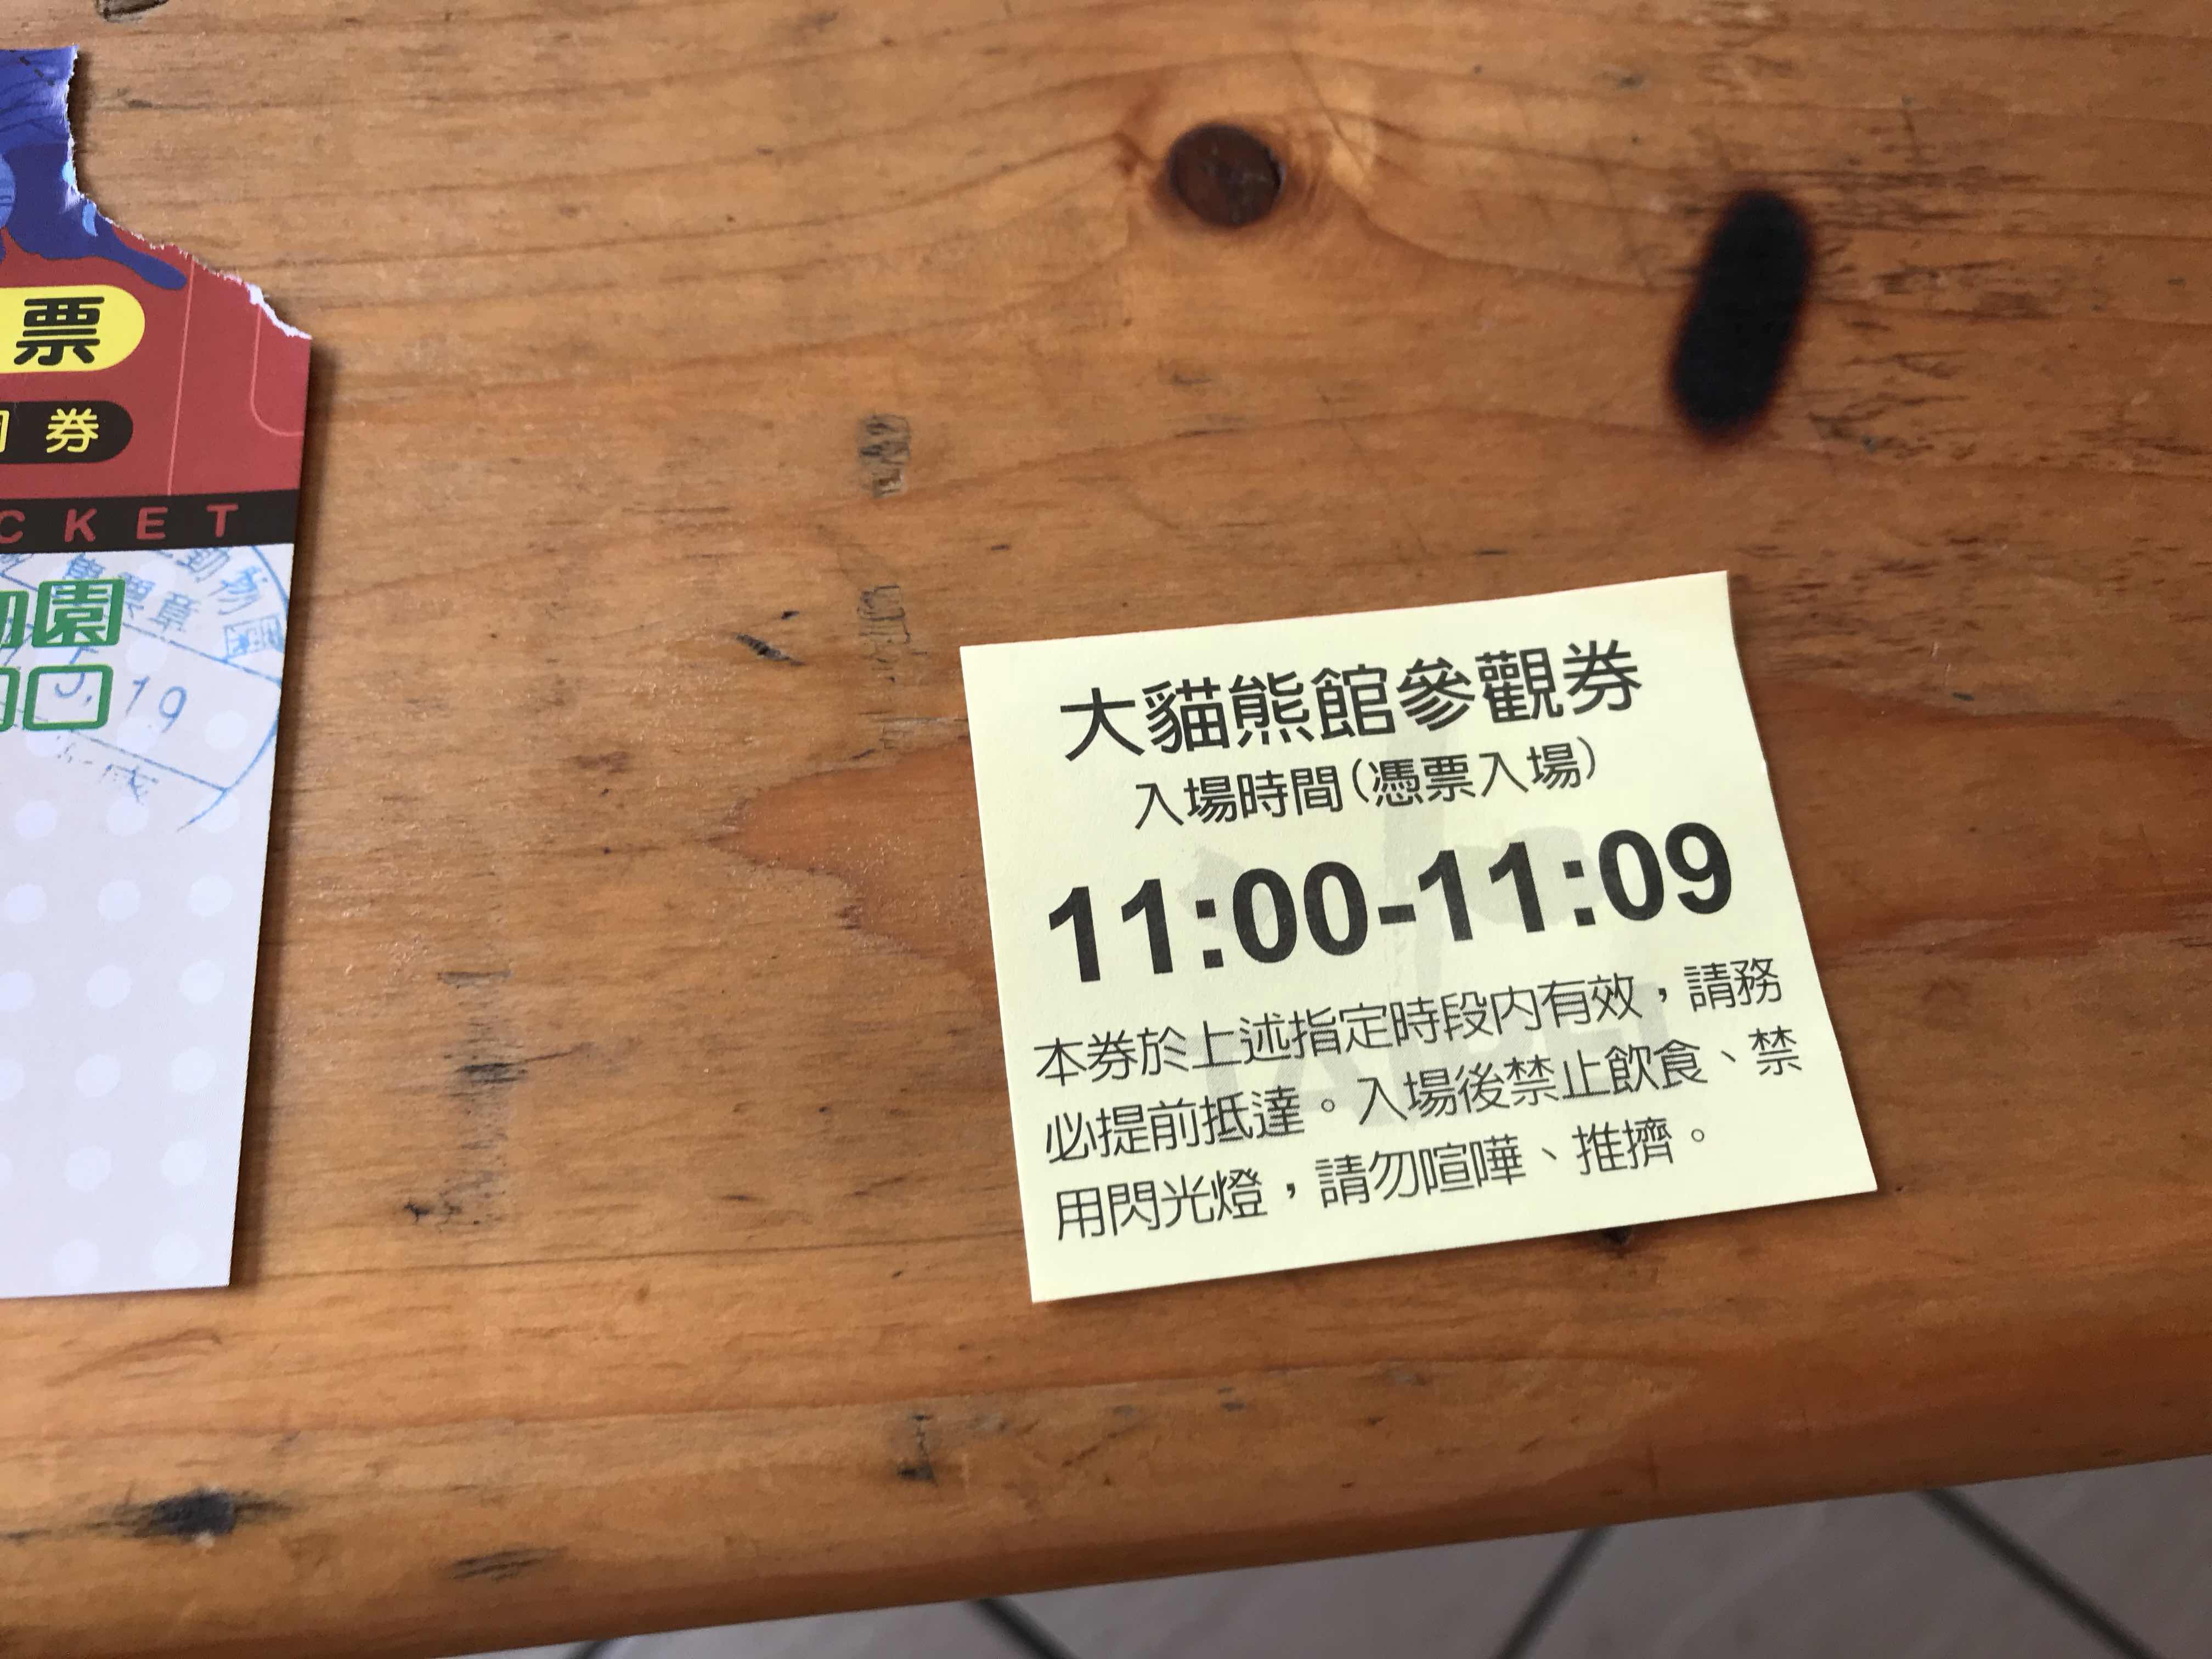 票
券
CKET
園
19
大貓熊館參觀券
入場時間(憑票入場)
11:00-11:09
本券於上述指定時段内有效，請務
必提前抵達。入場後禁止飲食、禁
用閃光燈，請勿喧嘩、推擠。